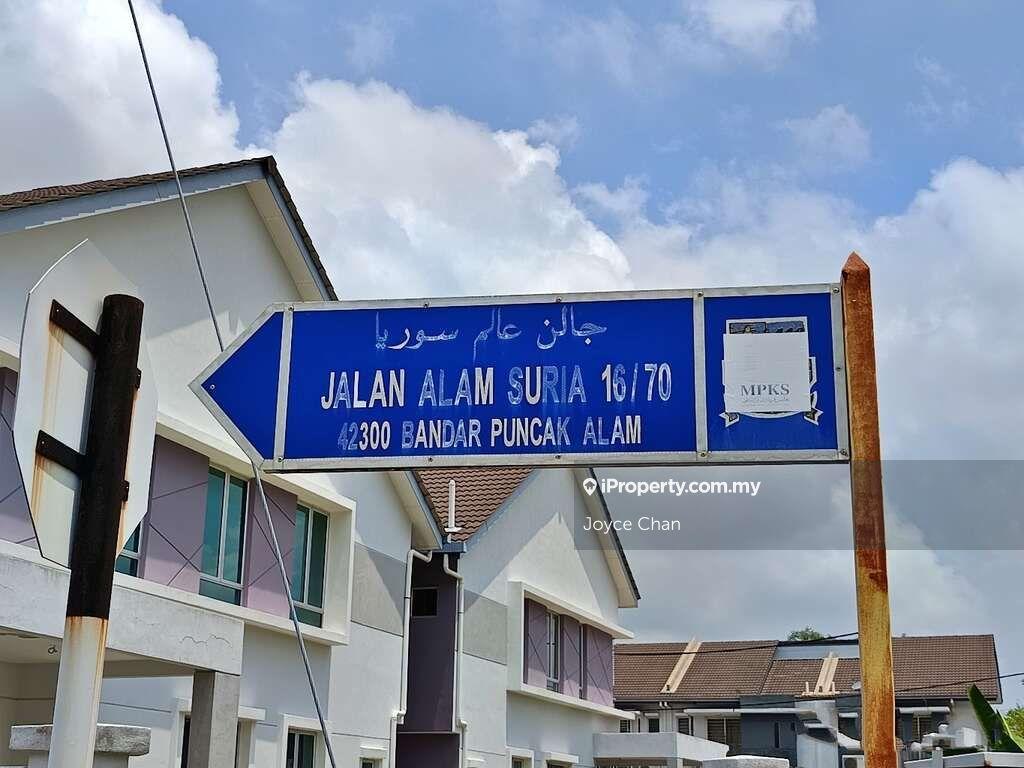 جالن عالم سوريا
JALAN ALAM SURIA 16/70
42300 BANDAR PUNCAK ALAM
MPKS
iProperty.com.my
Joyce Chan